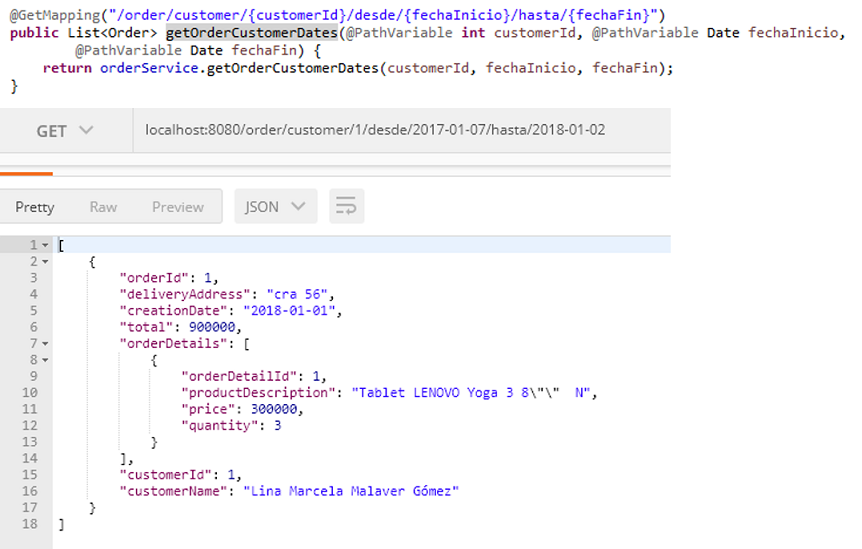 @GetMapping("/order/customer/{customerId}/desde/{fechaInicio}/hasta/{fechaFin}")
public List<Order> getOrderCustomerDates(@PathVariable int customerId, @PathVariable Date fechaInicio,
        @PathVariable Date fechaFin) {
    return orderService.getOrderCustomerDates(customerId, fechaInicio, fechaFin);
}
GET localhost:8080/order/customer/1/desde/2017-01-07/hasta/2018-01-02
Pretty Raw Preview JSON
1 [
2     {
3         "orderId": 1,
4         "deliveryAddress": "cra 56",
5         "creationDate": "2018-01-01",
6         "total": 900000,
7         "orderDetails": [
8             {
9                 "orderDetailId": 1,
10                 "productDescription": "Tablet LENOVO Yoga 3 8\"\"  N",
11                 "price": 300000,
12                 "quantity": 3
13             }
14         ],
15         "customerId": 1,
16         "customerName": "Lina Marcela Malaver Gómez"
17     }
18 ]